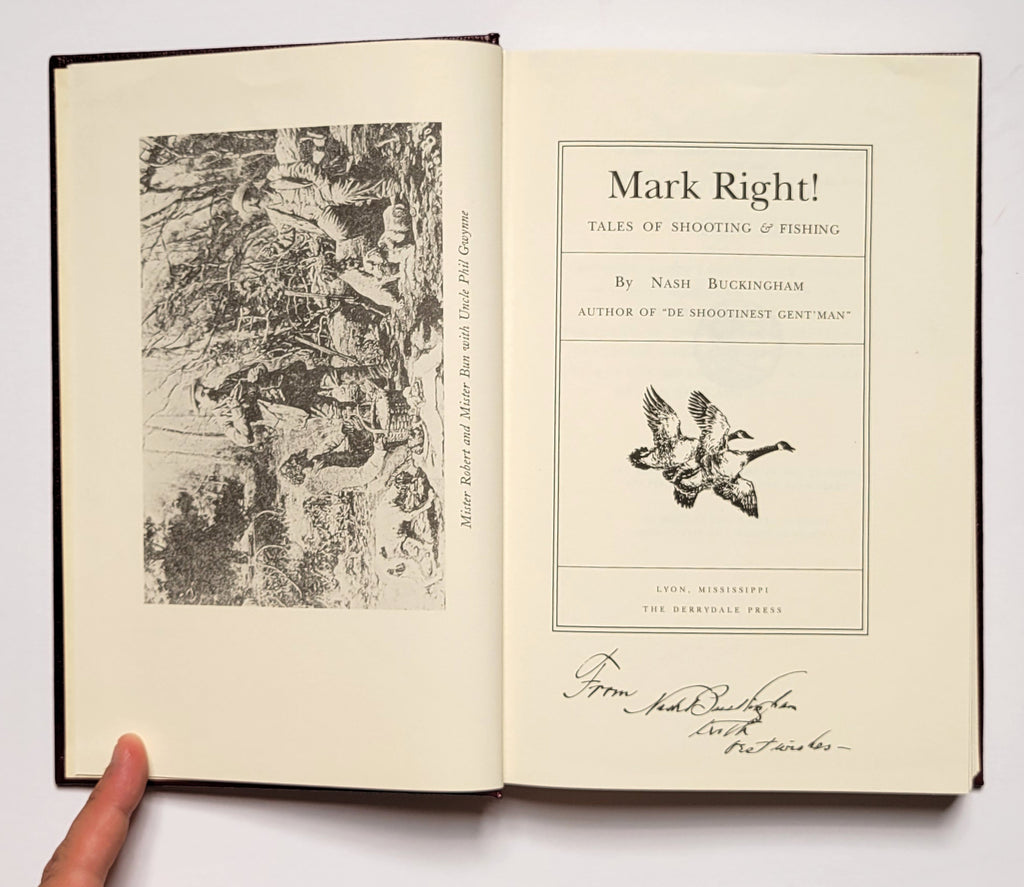 Mister Robert and Mister Bun with Uncle Phil Gwynne
Mark Right!
TALES OF SHOOTING & FISHING
By NASH BUCKINGHAM
AUTHOR OF "DE SHOOTINEST GENT'MAN"
LYON, MISSISSIPPI
THE DERRYDALE PRESS
From
Nash Buckingham
with
best wishes—